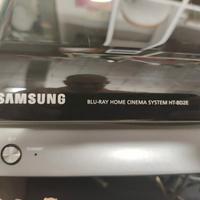 SAMSUNG
BLU-RAY HOME CINEMA SYSTEM HT-BD2E